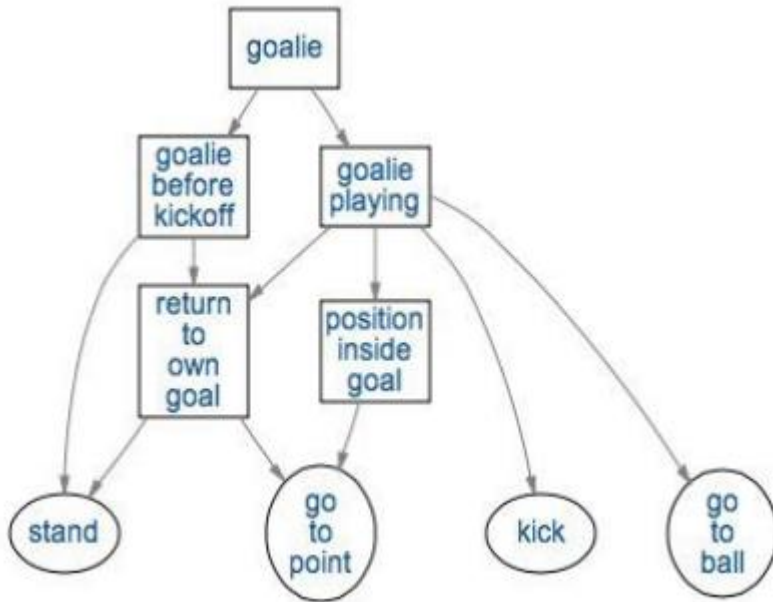 goalie
goalie
before
kickoff
goalie
playing
return
to
own
goal
position
inside
goal
stand
go
to
point
kick
go
to
ball